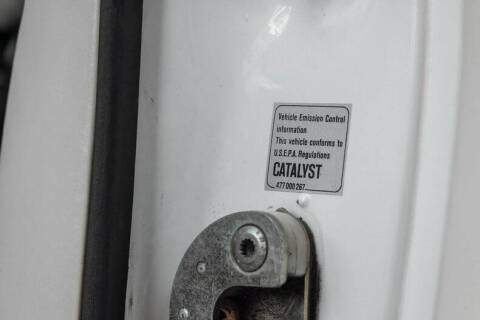 Vehicle Emission Control
information
This vehicle conforms to
U.S.E.P.A. Regulations
CATALYST
477 000 267